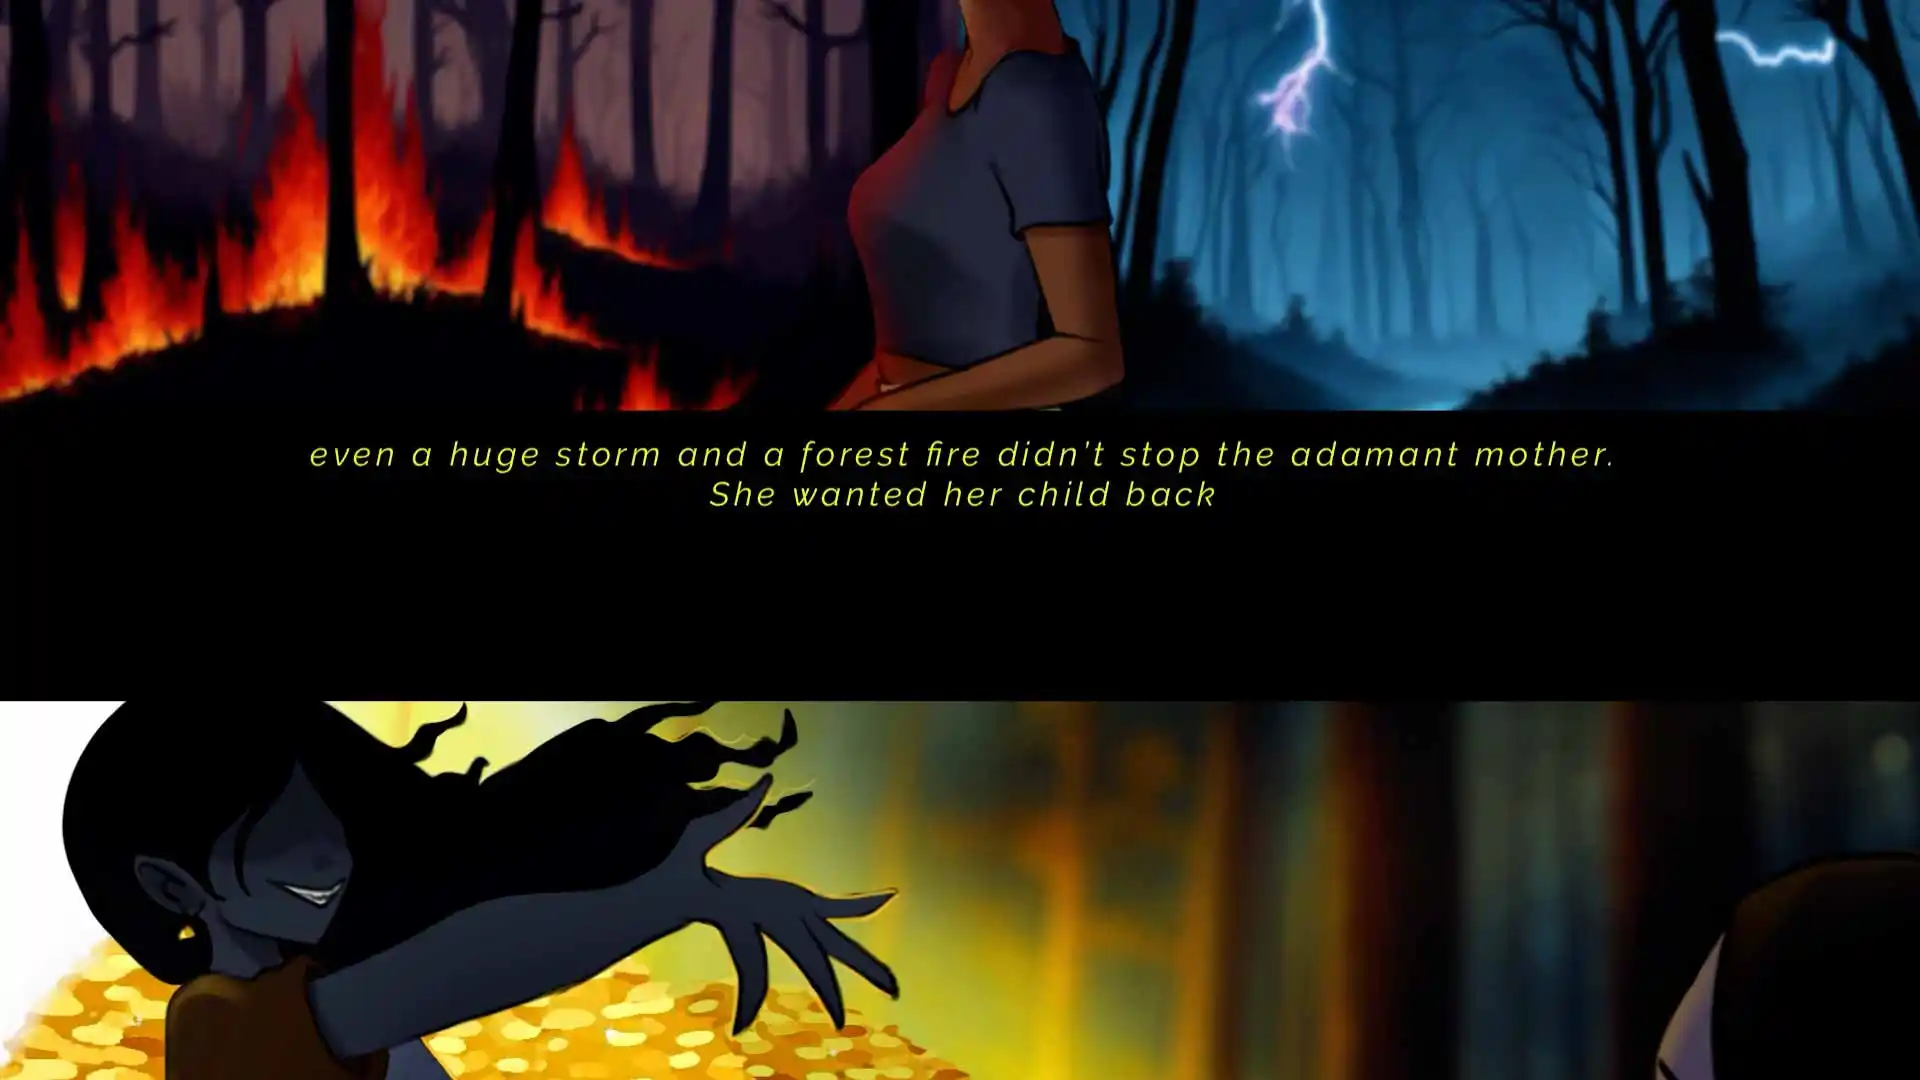 even a huge storm and a forest fire didn't stop the adamant mother.
She wanted her child back